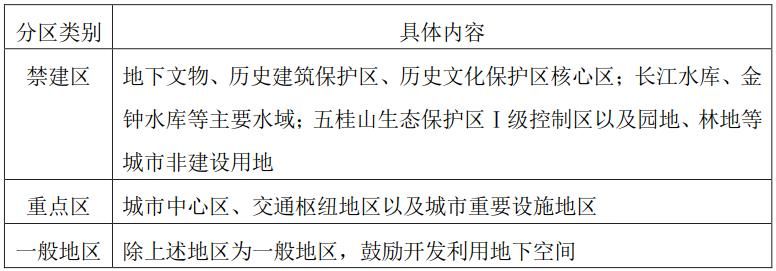 分区类别 具体内容
禁建区 地下文物、历史建筑保护区、历史文化保护区核心区；长江水库、金
钟水库等主要水域；五桂山生态保护区Ⅰ级控制区以及园地、林地等
城市非建设用地
重点区 城市中心区、交通枢纽地区以及城市重要设施地区
一般地区 除上述地区为一般地区，鼓励开发利用地下空间